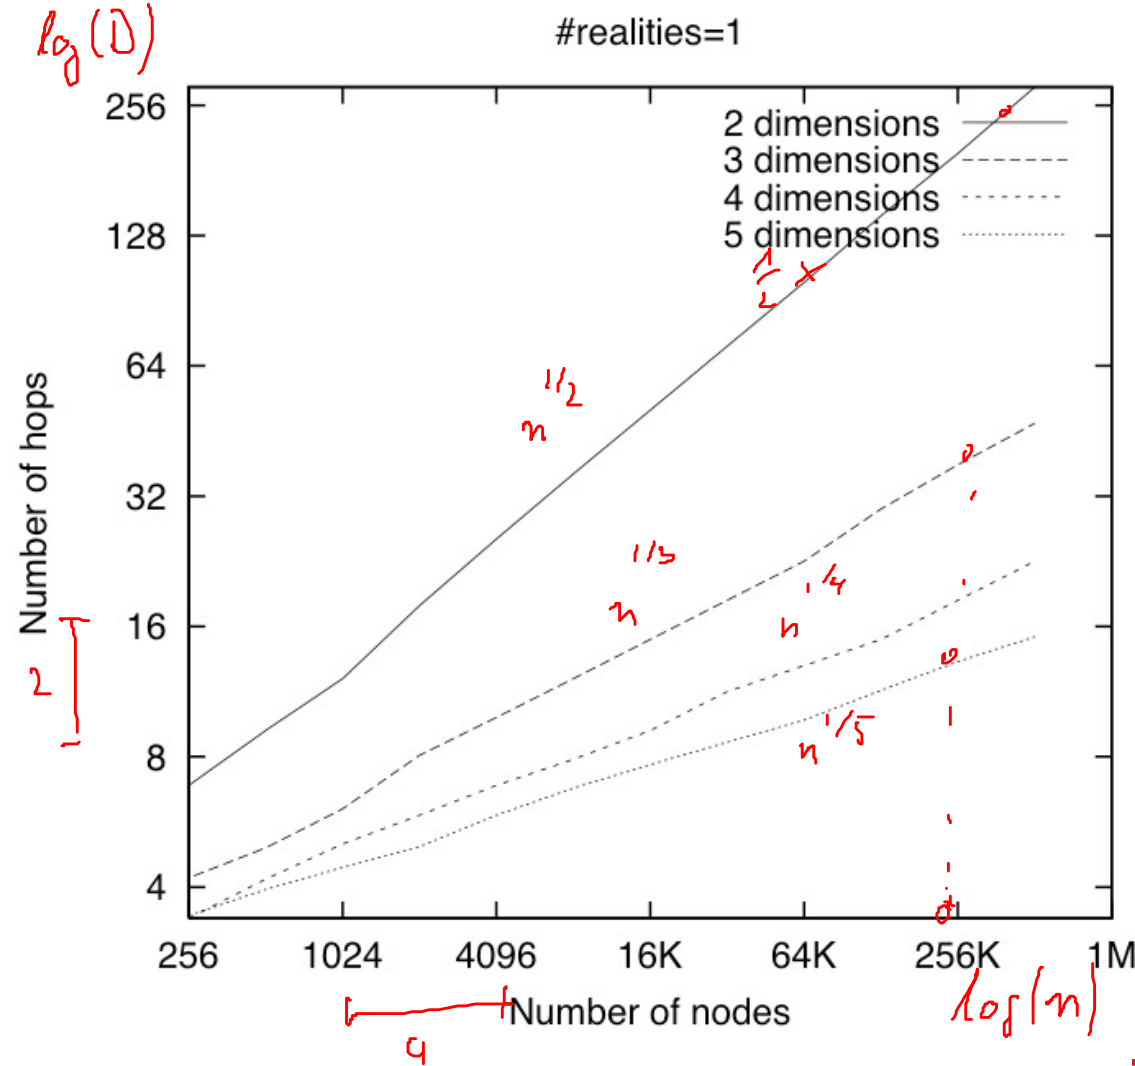 log(D)
#realities=1
256
2 dimensions
3 dimensions
4 dimensions
128
5 dimensions
1/2 x
64
n^1/2
Number of hops
32
n^1/3
n^1/4
16
2
n^1/5
8
4
256 1024 4096 16K 64K 256K 1M
Number of nodes
log(n)